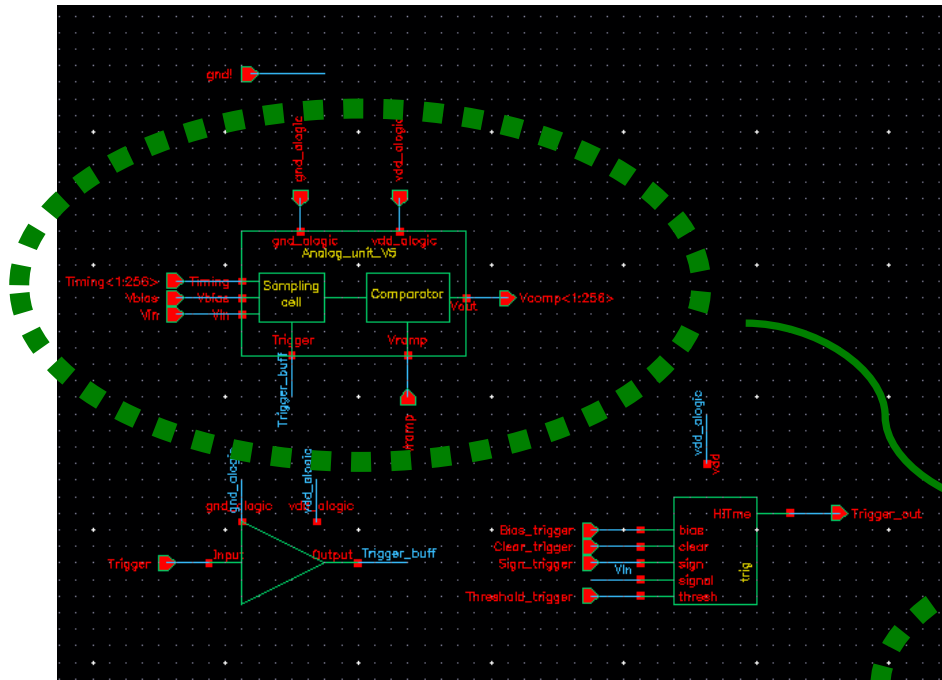 gnd!
gnd_alogic
vdd_alogic
gnd_alogic
vdd_alogic
Analog_unit_V5
Timing<1:256>
Timing
Vbias
Vbias
Vin
Vin
Sampling
cell
Comparator
Vout
Vcomp<1:256>
Trigger
Vramp
Trigger_buff
Vramp
gnd_alogic
vdd_alogic
gnd_alogic
vdd_alogic
Trigger
Input
Output
Trigger_buff
vdd_alogic
vdd
HITme
Trigger_out
Bias_trigger
bias
Clear_trigger
clear
Sign_trigger
sign
Vin
signal
Threshold_trigger
thresh
trig